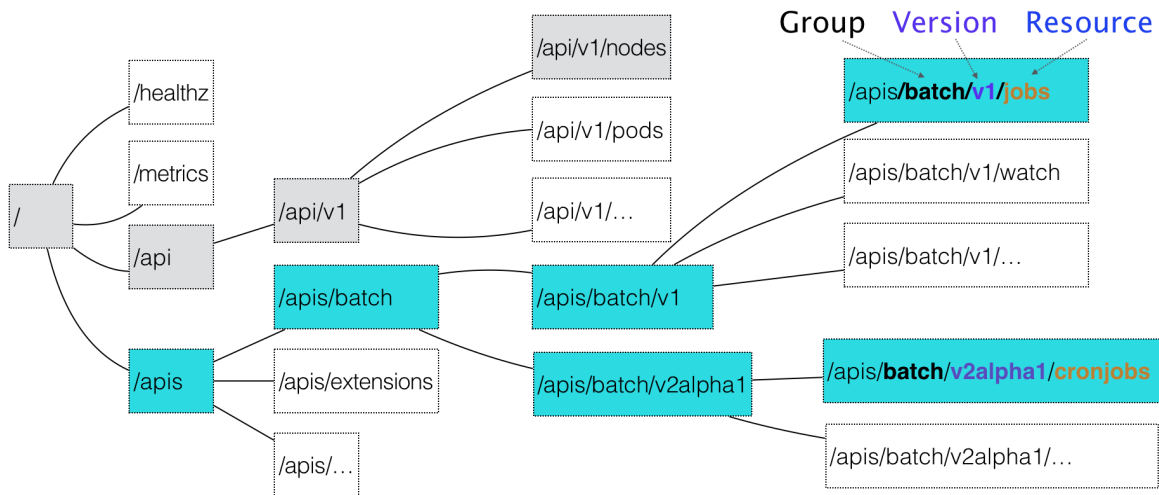 Group Version Resource
/
/healthz
/metrics
/api
/apis
/api/v1
/apis/batch
/apis/extensions
/apis/…
/api/v1/nodes
/api/v1/pods
/api/v1/…
/apis/batch/v1
/apis/batch/v2alpha1
/apis/batch/v1/jobs
/apis/batch/v1/watch
/apis/batch/v1/…
/apis/batch/v2alpha1/cronjobs
/apis/batch/v2alpha1/…